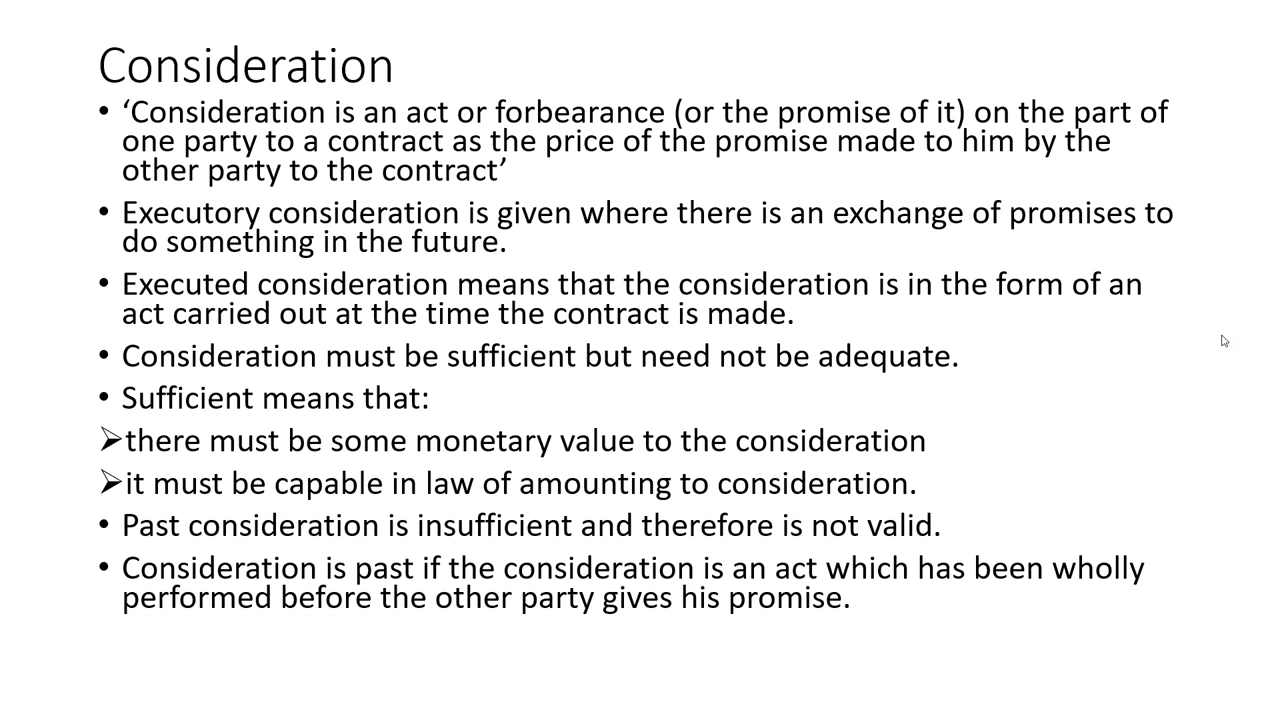 Consideration
• ‘Consideration is an act or forbearance (or the promise of it) on the part of
one party to a contract as the price of the promise made to him by the
other party to the contract’
• Executory consideration is given where there is an exchange of promises to
do something in the future.
• Executed consideration means that the consideration is in the form of an
act carried out at the time the contract is made.
• Consideration must be sufficient but need not be adequate.
• Sufficient means that:
➢there must be some monetary value to the consideration
➢it must be capable in law of amounting to consideration.
• Past consideration is insufficient and therefore is not valid.
• Consideration is past if the consideration is an act which has been wholly
performed before the other party gives his promise.